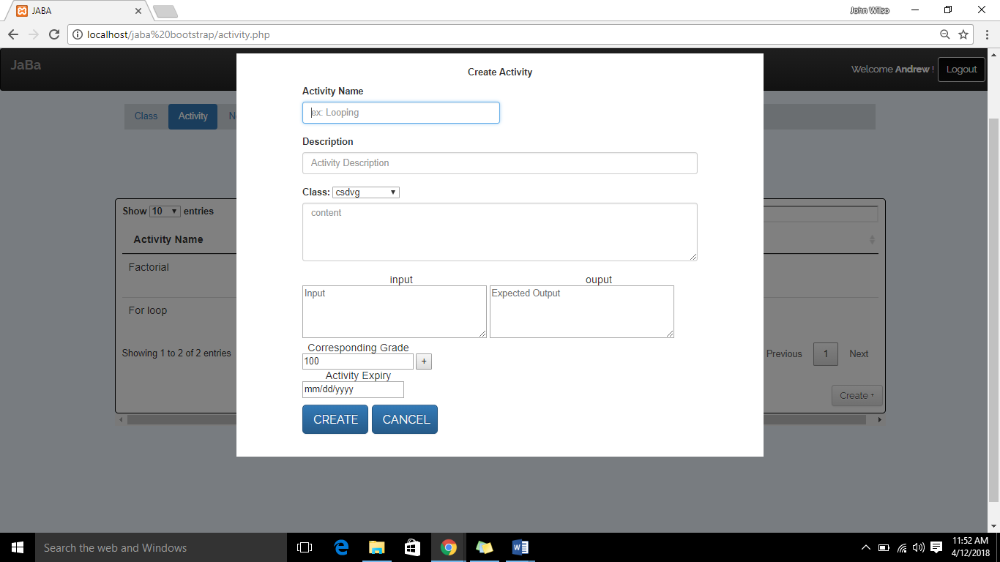 JABA
John Wilso
localhost/jaba%20bootstrap/activity.php
JaBa
Welcome Andrew !
Logout
Class
Activity
Create Activity
Activity Name
ex: Looping
Description
Activity Description
Class: csdvg
content
input
ouput
Input
Expected Output
Corresponding Grade
100
+
Activity Expiry
mm/dd/yyyy
CREATE
CANCEL
Show 10 entries
Activity Name
Factorial
For loop
Showing 1 to 2 of 2 entries
Previous
1
Next
Create +
Search the web and Windows
11:52 AM
4/12/2018